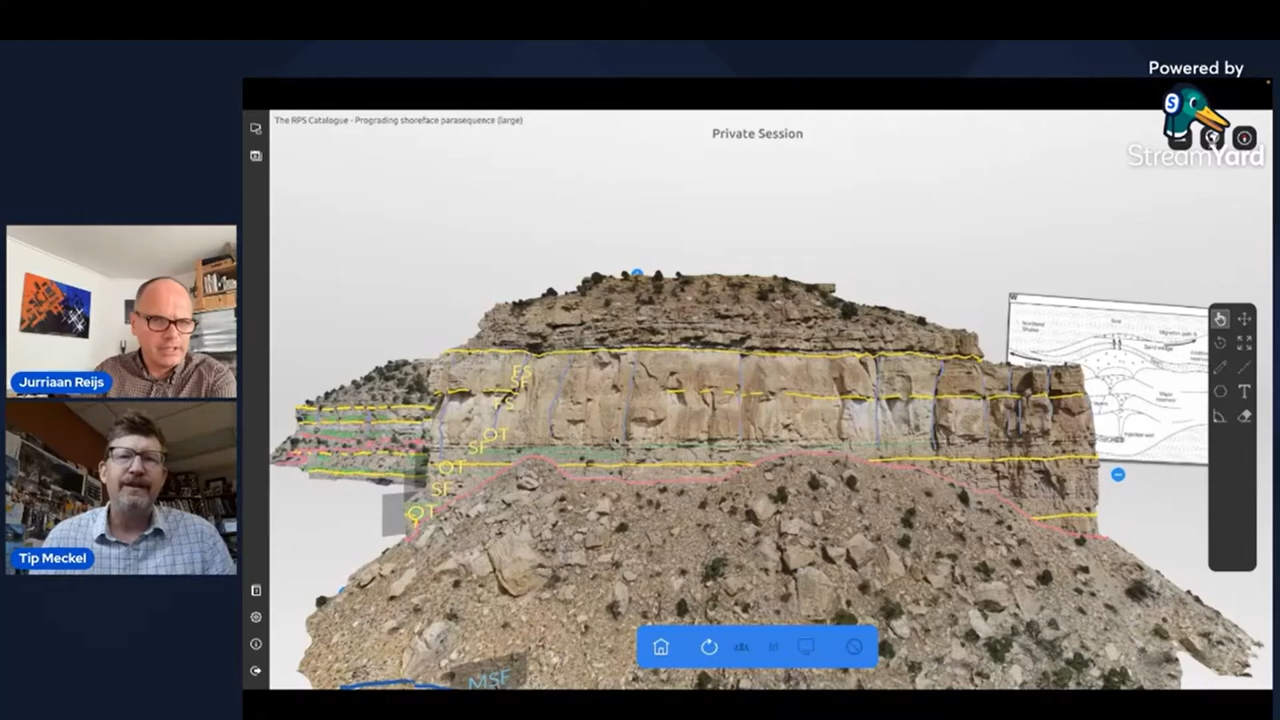 Powered by
S
StreamYard
The RPS Catalogue - Prograding shoreface parasequence (large)
Private Session
W
FS
SF
FS
OT
SF
OT
SF
OT
MSF
T
Jurriaan Reijs
Tip Meckel